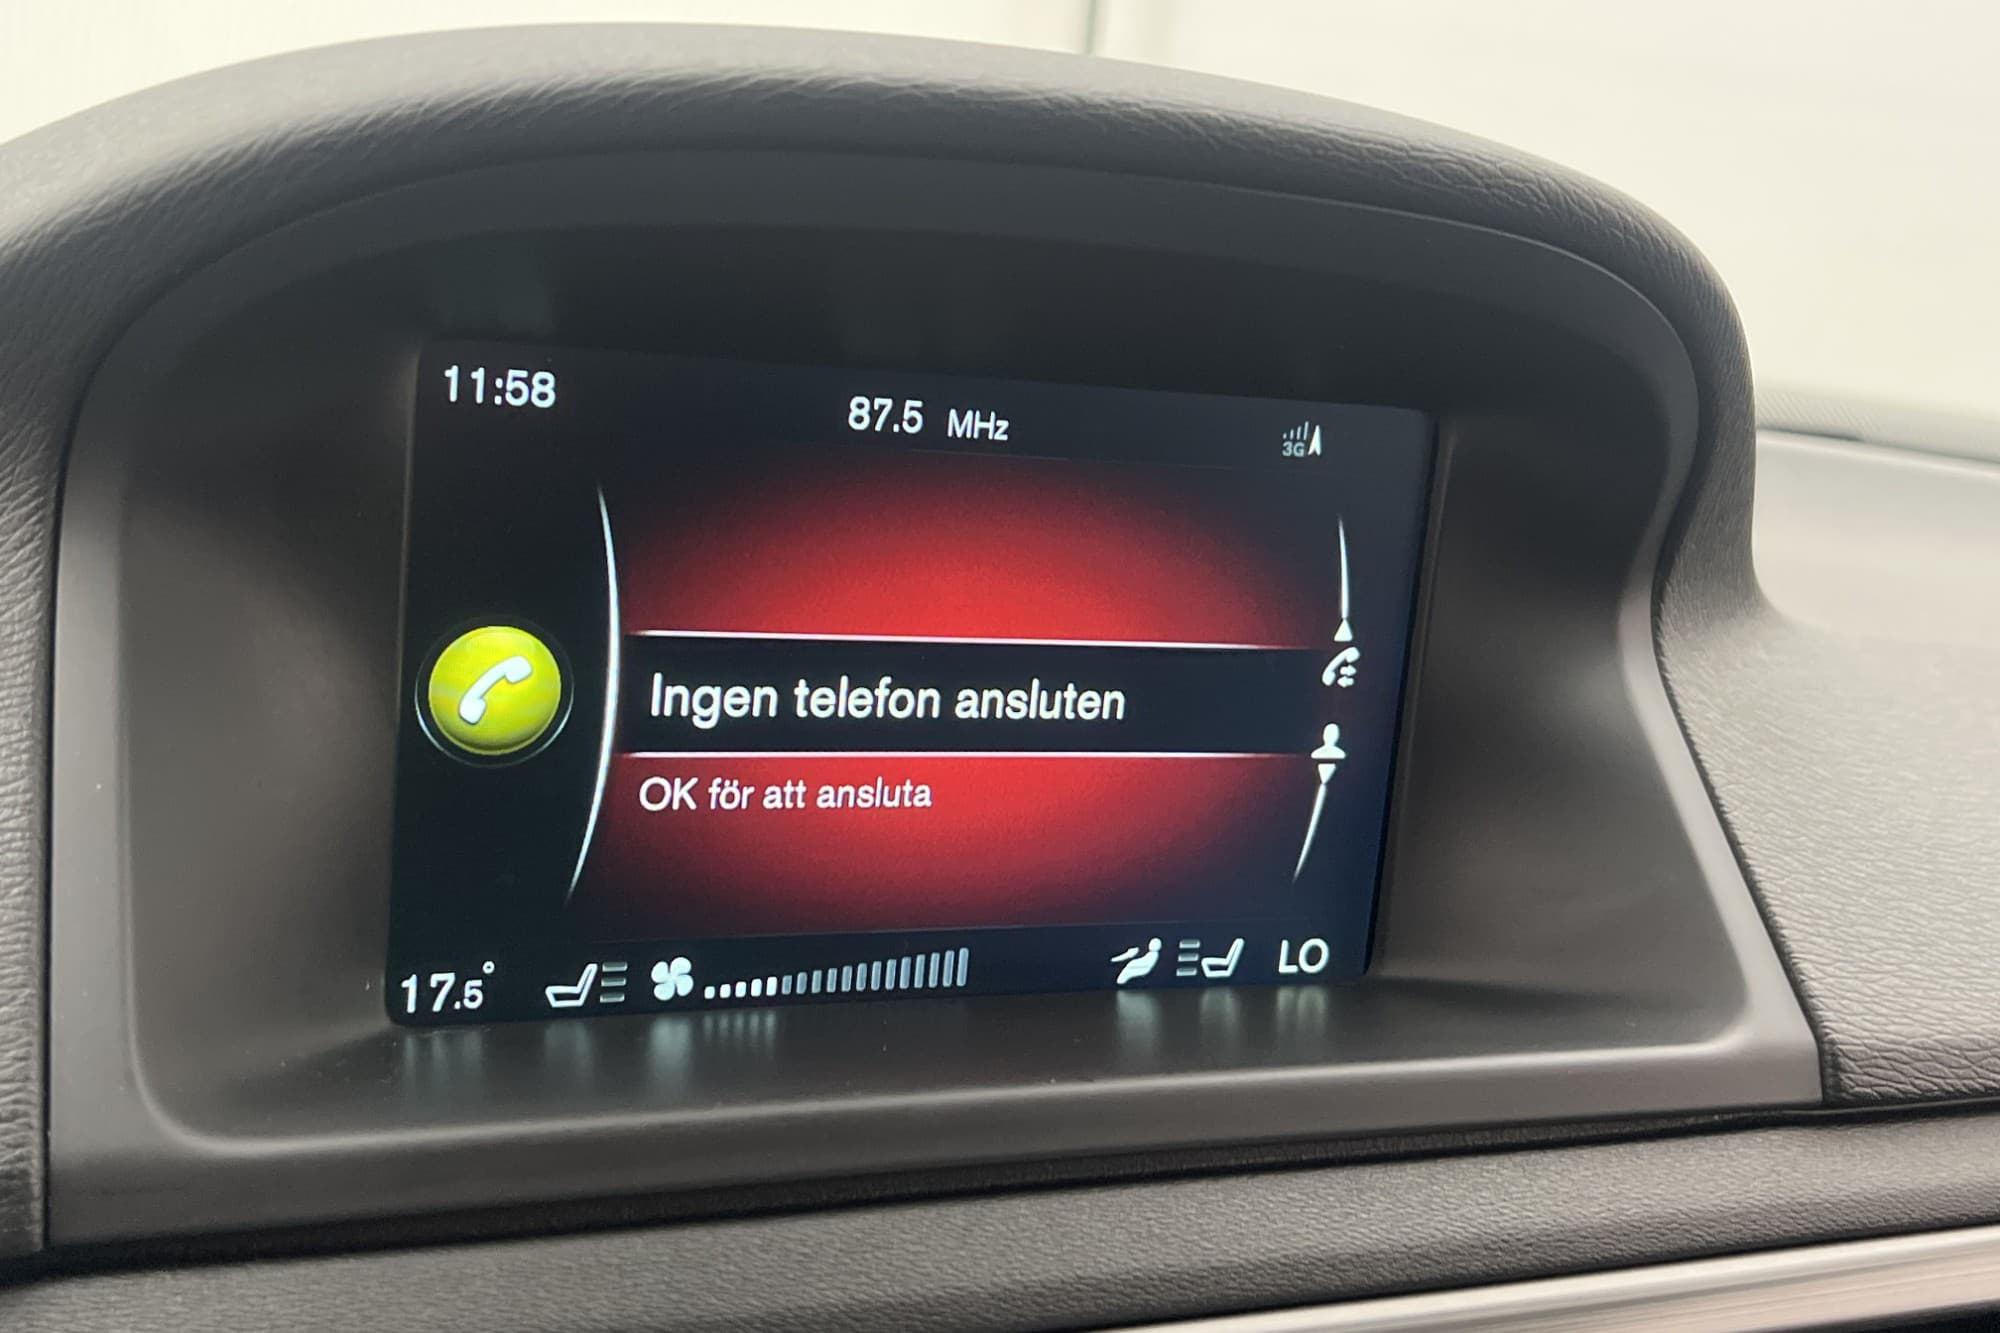 11:58
87.5 MHz
3G
Ingen telefon ansluten
OK för att ansluta
17.5° LO